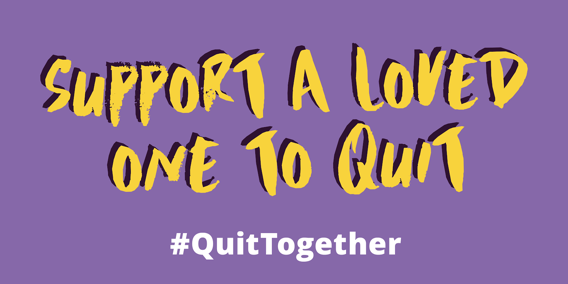 SUPPORT A LOVED
ONE TO QUIT
#QuitTogether